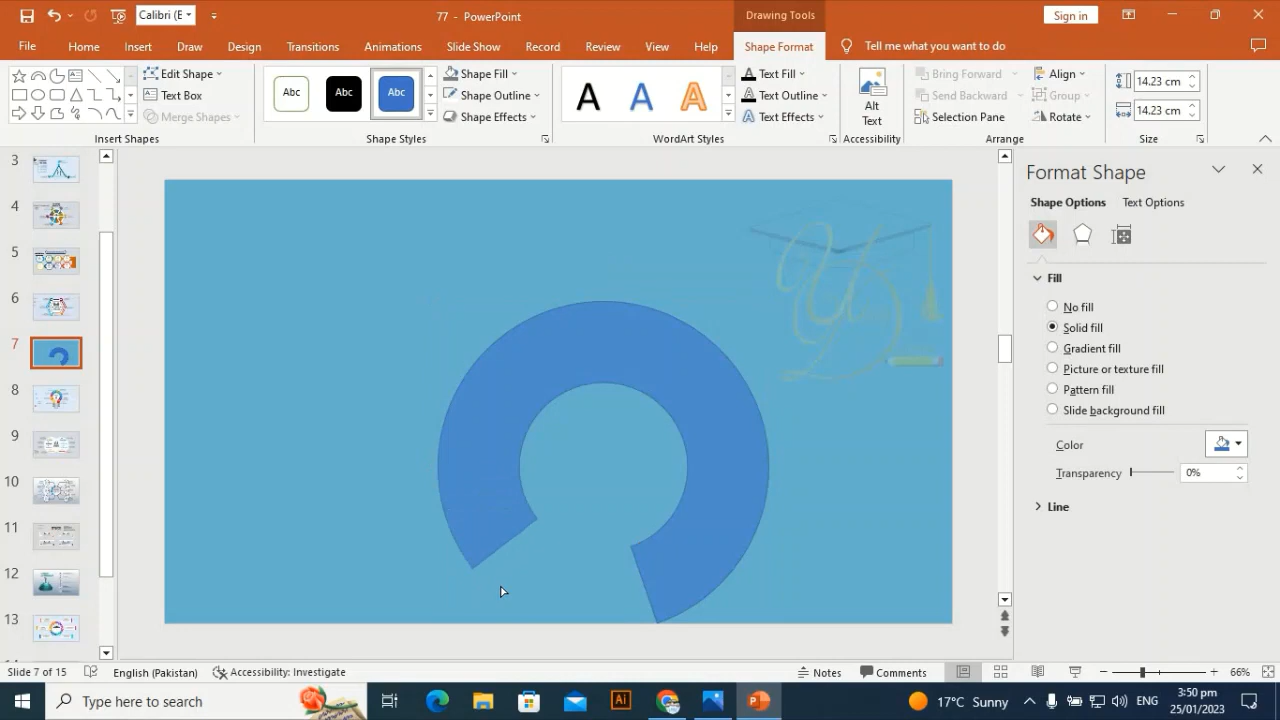 Calibri (E
77 - PowerPoint
Drawing Tools
Sign in
File
Home
Insert
Draw
Design
Transitions
Animations
Slide Show
Record
Review
View
Help
Shape Format
Tell me what you want to do
Edit Shape
Text Box
Merge Shapes
Insert Shapes
Abc
Abc
Abc
Shape Fill
Shape Outline
Shape Effects
Shape Styles
A
A
A
WordArt Styles
Text Fill
Text Outline
Text Effects
Alt
Text
Accessibility
Bring Forward
Send Backward
Selection Pane
Align
Group
Rotate
Arrange
14.23 cm
14.23 cm
Size
3
4
5
6
7
8
9
10
11
12
13
Format Shape
Shape Options
Text Options
Fill
No fill
Solid fill
Gradient fill
Picture or texture fill
Pattern fill
Slide background fill
Color
Transparency
0%
Line
Slide 7 of 15
English (Pakistan)
Accessibility: Investigate
Notes
Comments
66%
Type here to search
Ai
17°C Sunny
ENG
3:50 pm
25/01/2023